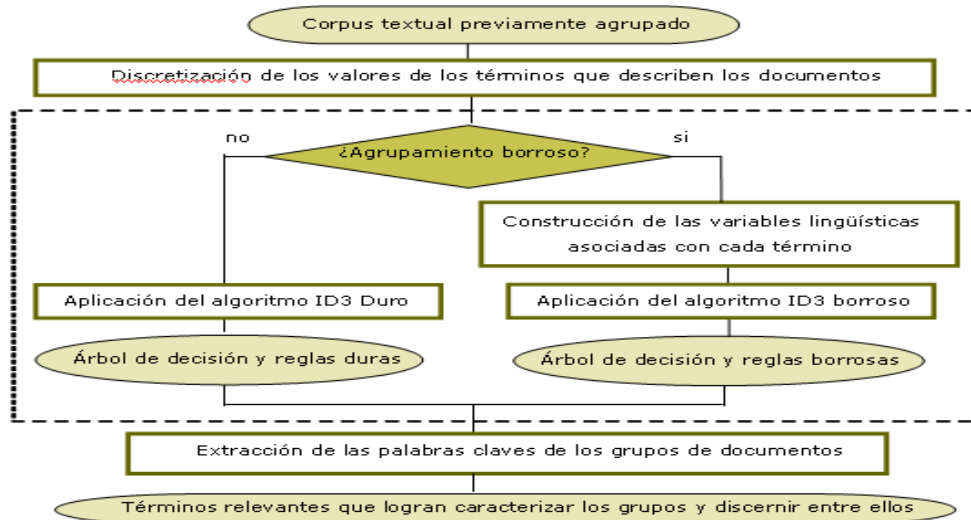 Corpus textual previamente agrupado
Discretización de los valores de los términos que describen los documentos
no
¿Agrupamiento borroso?
si
Construcción de las variables lingüísticas
asociadas con cada término
Aplicación del algoritmo ID3 Duro
Aplicación del algoritmo ID3 borroso
Árbol de decisión y reglas duras
Árbol de decisión y reglas borrosas
Extracción de las palabras claves de los grupos de documentos
Términos relevantes que logran caracterizar los grupos y discernir entre ellos